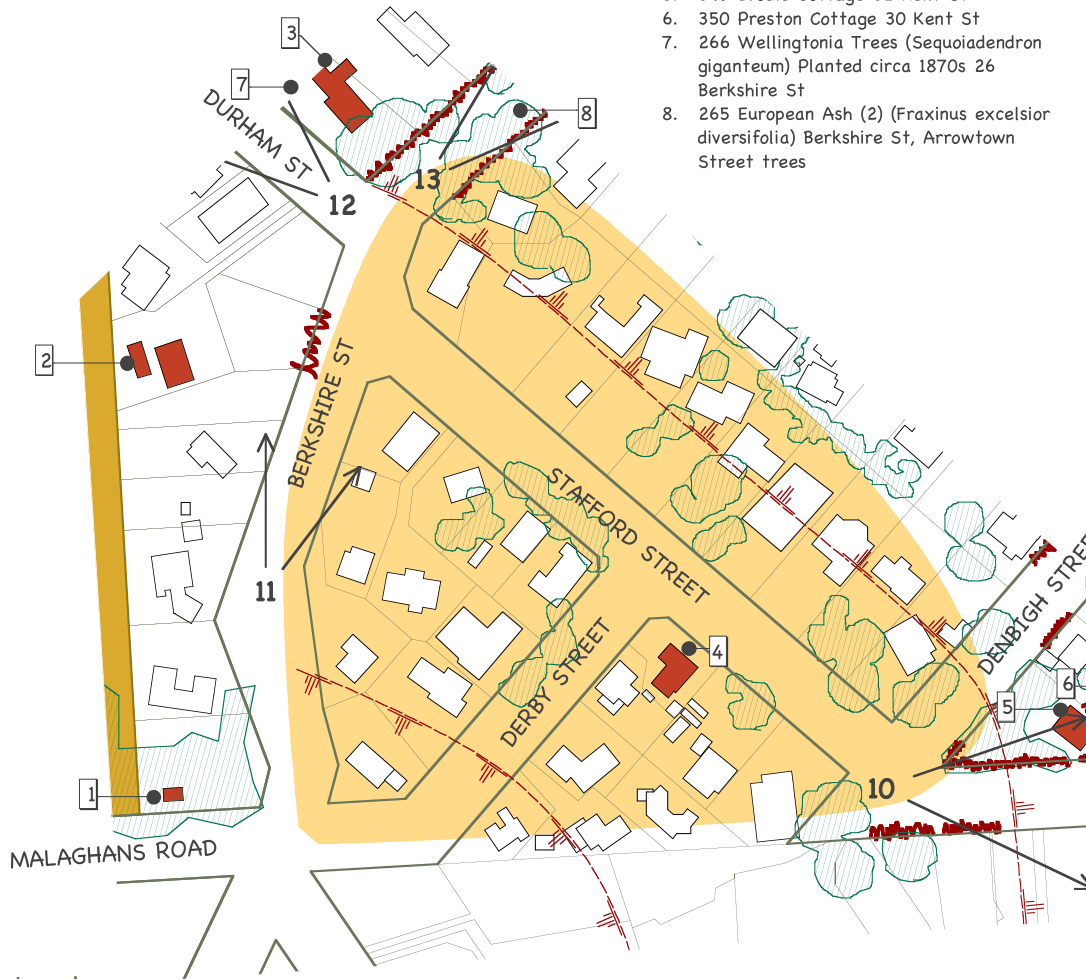 6. 350 Preston Cottage 30 Kent St
7. 266 Wellingtonia Trees (Sequoiadendron
giganteum) Planted circa 1870s 26
Berkshire St
8. 265 European Ash (2) (Fraxinus excelsior
diversifolia) Berkshire St, Arrowtown
Street trees
3
7
8
DURHAM ST
13
12
2
BERKSHIRE ST
STAFFORD STREET
11
DENBIGH STREET
DERBY STREET
4
6
5
10
1
MALAGHANS ROAD